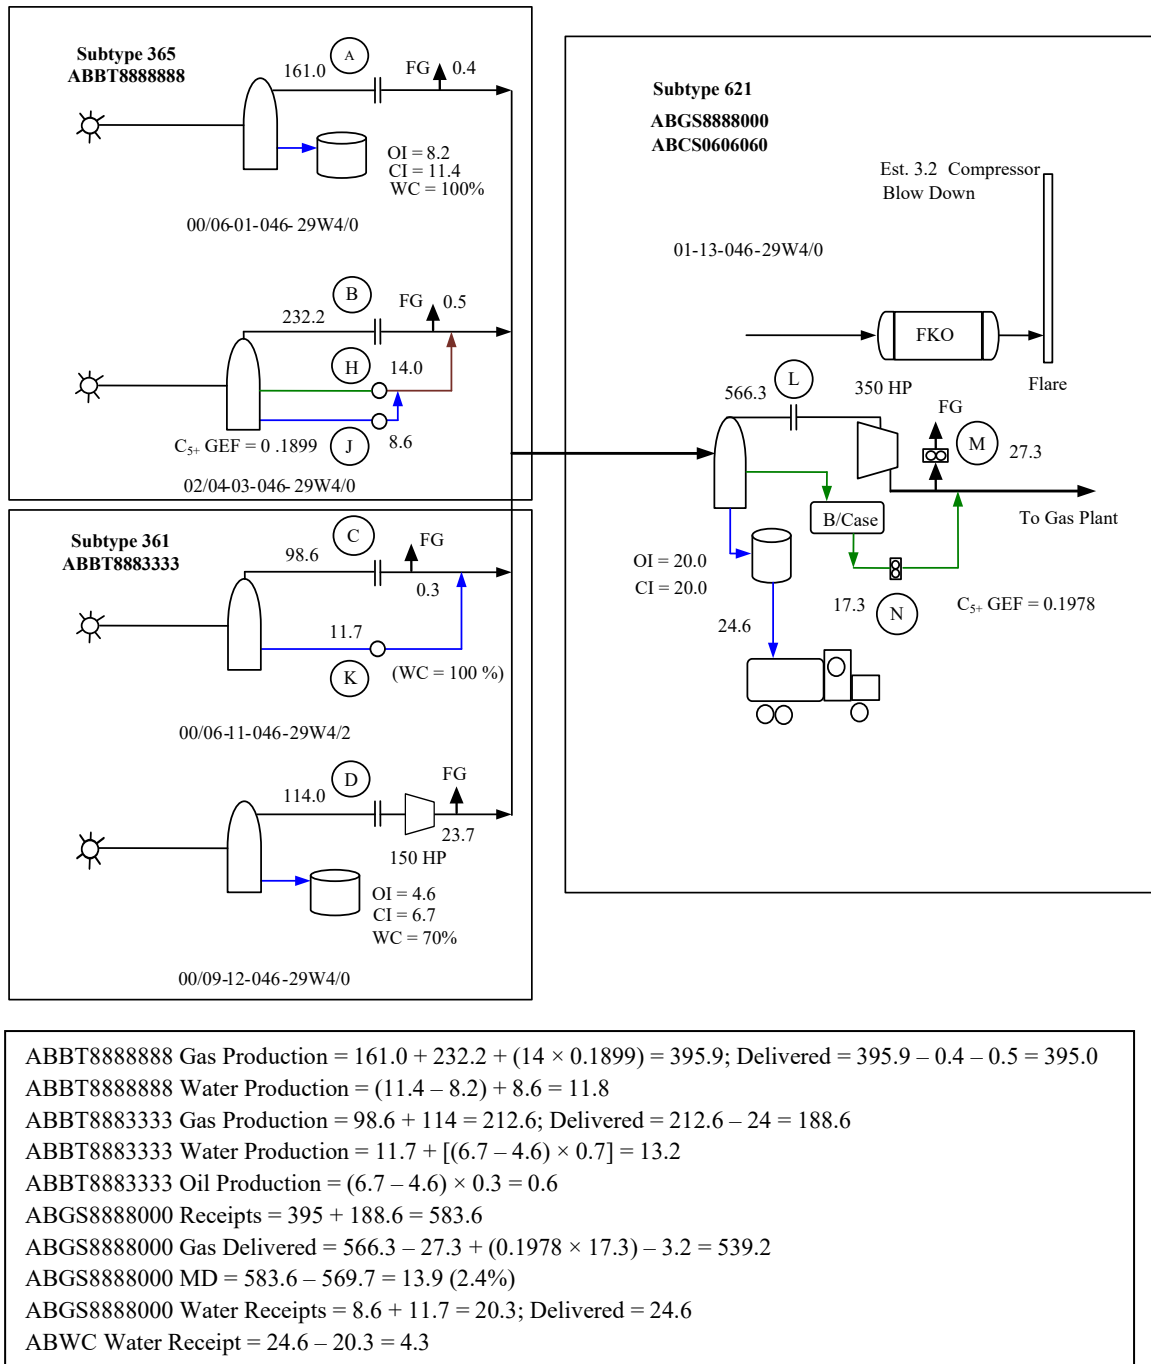 Subtype 365
ABBT8888888
161.0
A
FG
0.4
OI = 8.2
CI = 11.4
WC = 100%
00/06-01-046- 29W4/0
B
232.2
FG
0.5
H
14.0
J
8.6
C5+ GEF = 0 .1899
02/04-03-046- 29W4/0
Subtype 361
ABBT8883333
98.6
C
FG
0.3
11.7
K
(WC = 100 %)
00/06-11-046-29W4/2
114.0
D
FG
23.7
150 HP
OI = 4.6
CI = 6.7
WC = 70%
00/09-12-046-29W4/0
Subtype 621
ABGS8888000
ABCS0606060
Est. 3.2 Compressor
Blow Down
01-13-046-29W4/0
FKO
Flare
566.3
L
350 HP
FG
M
27.3
To Gas Plant
B/Case
OI = 20.0
CI = 20.0
17.3
N
C5+ GEF = 0.1978
24.6
ABBT8888888 Gas Production = 161.0 + 232.2 + (14 × 0.1899) = 395.9; Delivered = 395.9 – 0.4 – 0.5 = 395.0
ABBT8888888 Water Production = (11.4 – 8.2) + 8.6 = 11.8
ABBT8883333 Gas Production = 98.6 + 114 = 212.6; Delivered = 212.6 – 24 = 188.6
ABBT8883333 Water Production = 11.7 + [(6.7 – 4.6) × 0.7] = 13.2
ABBT8883333 Oil Production = (6.7 – 4.6) × 0.3 = 0.6
ABGS8888000 Receipts = 395 + 188.6 = 583.6
ABGS8888000 Gas Delivered = 566.3 – 27.3 + (0.1978 × 17.3) – 3.2 = 539.2
ABGS8888000 MD = 583.6 – 569.7 = 13.9 (2.4%)
ABGS8888000 Water Receipts = 8.6 + 11.7 = 20.3; Delivered = 24.6
ABWC Water Receipt = 24.6 – 20.3 = 4.3